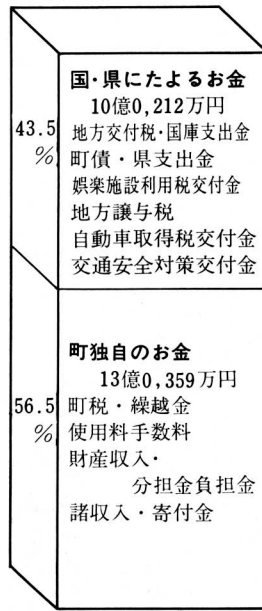 43.5
%
国・県にたよるお金
10億0,212万円
地方交付税・国庫支出金
町債・県支出金
娯楽施設利用税交付金
地方譲与税
自動車取得税交付金
交通安全対策交付金
56.5
%
町独自のお金
13億0,359万円
町税・繰越金
使用料手数料
財産収入・
分担金負担金
諸収入・寄付金